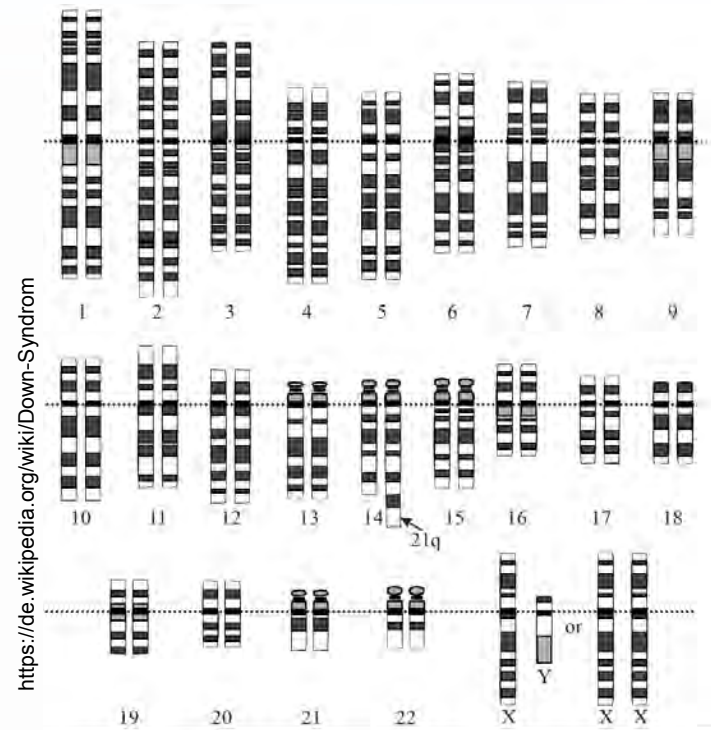 https://de.wikipedia.org/wiki/Down-Syndrom
1 2 3 4 5 6 7 8 9
10 11 12 13 14 15 16 17 18
21q
or
Y
19 20 21 22 X X X